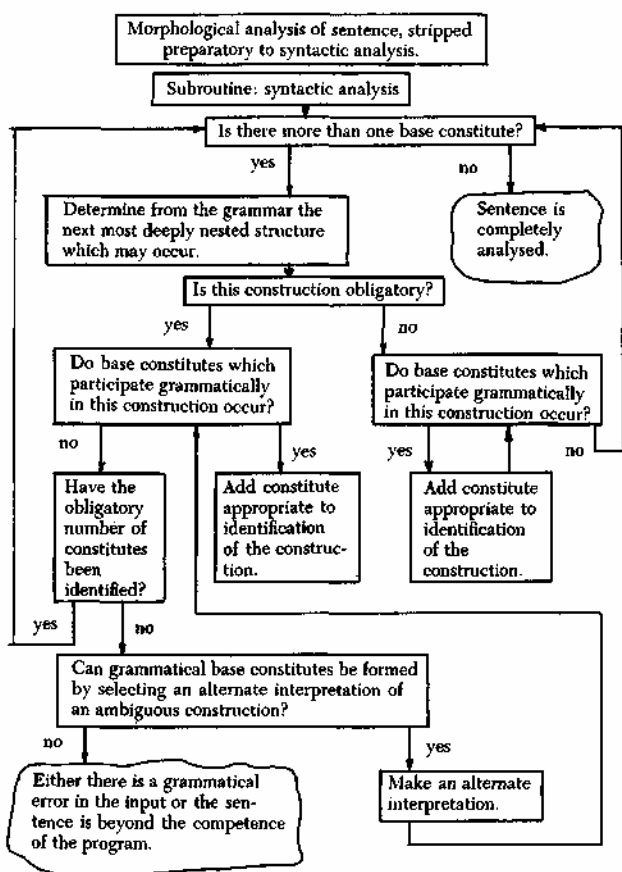 Morphological analysis of sentence, stripped
preparatory to syntactic analysis.
Subroutine: syntactic analysis
Is there more than one base constitute?
yes
no
Determine from the grammar the
next most deeply nested structure
which may occur.
Sentence is
completely
analysed.
Is this construction obligatory?
yes
no
Do base constitutes which
participate grammatically
in this construction occur?
Do base constitutes which
participate grammatically
in this construction occur?
no
yes
yes
no
Have the
obligatory
number of
constitutes
been
identified?
Add constitute
appropriate to
identification
of the construc-
tion.
Add constitute
appropriate to
identification
of the
construction.
yes
no
Can grammatical base constitutes be formed
by selecting an alternate interpretation of
an ambiguous construction?
no
yes
Either there is a grammatical
error in the input or the sen-
tence is beyond the competence
of the program.
Make an alternate
interpretation.